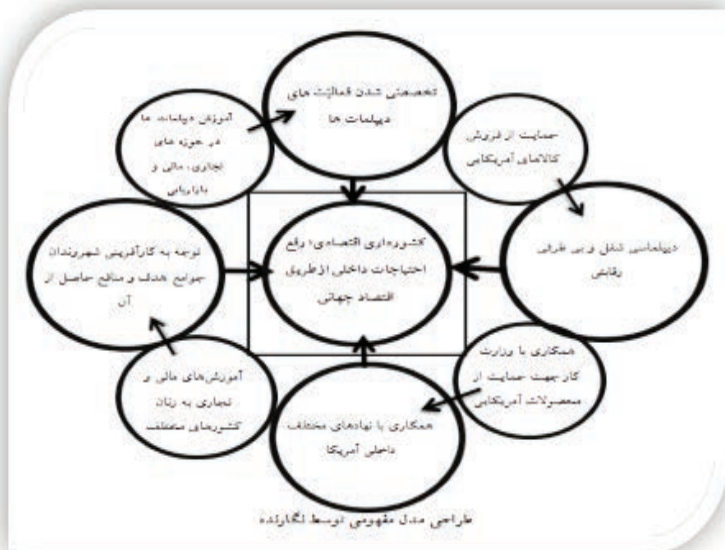 تخصصی شدن فعالیت های
دیپلمات ها
آموزش دیپلمات ها
در حوزه های
تجاری، مالی و
بازاریابی
حمایت از فروش
کالاهای آمریکایی
توجه به کارآفرینی شهروندان
جوامع هدف و منافع حاصل از
آن
کشورداری اقتصادی؛ رفع
احتیاجات داخلی از طریق
اقتصاد جهانی
دیپلماسی شغل و بی طرفی
رقابتی
آموزش‌های مالی و
تجاری به زنان
کشورهای مختلف
همکاری با نهادهای مختلف
داخلی آمریکا
همکاری با وزارت
کار جهت حمایت از
محصولات آمریکایی
طراحی مدل مفهومی توسط نگارنده